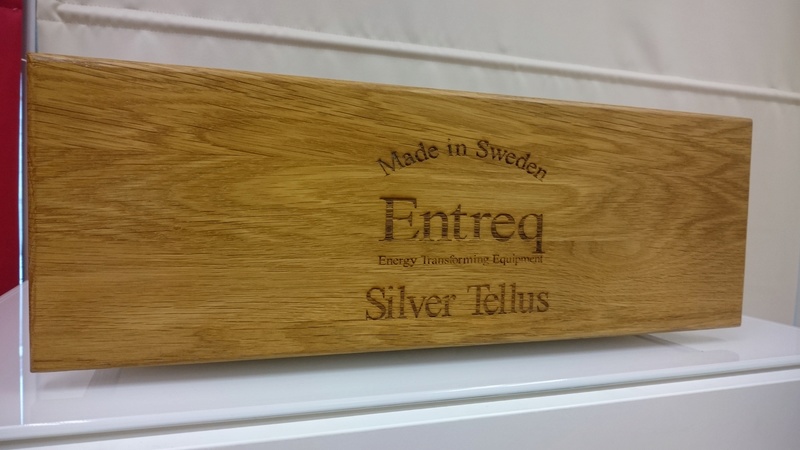 Made in Sweden
Entreq
Energy Transforming Equipment
Silver Tellus